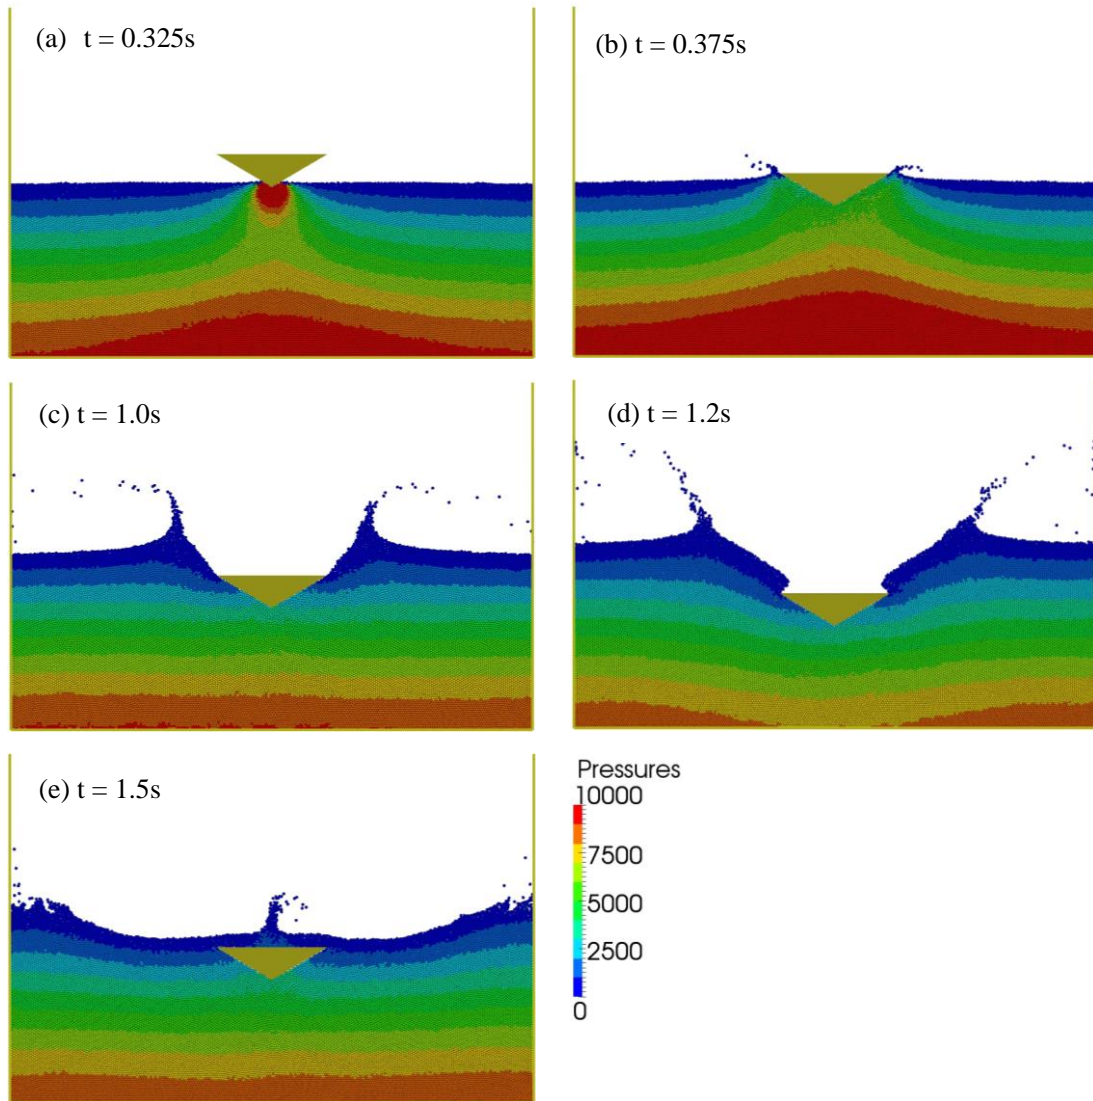 (a) t = 0.325s
(b) t = 0.375s
(c) t = 1.0s
(d) t = 1.2s
(e) t = 1.5s
Pressures
10000
7500
5000
2500
0